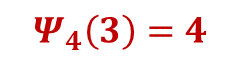 Ψ₄(3) = 4